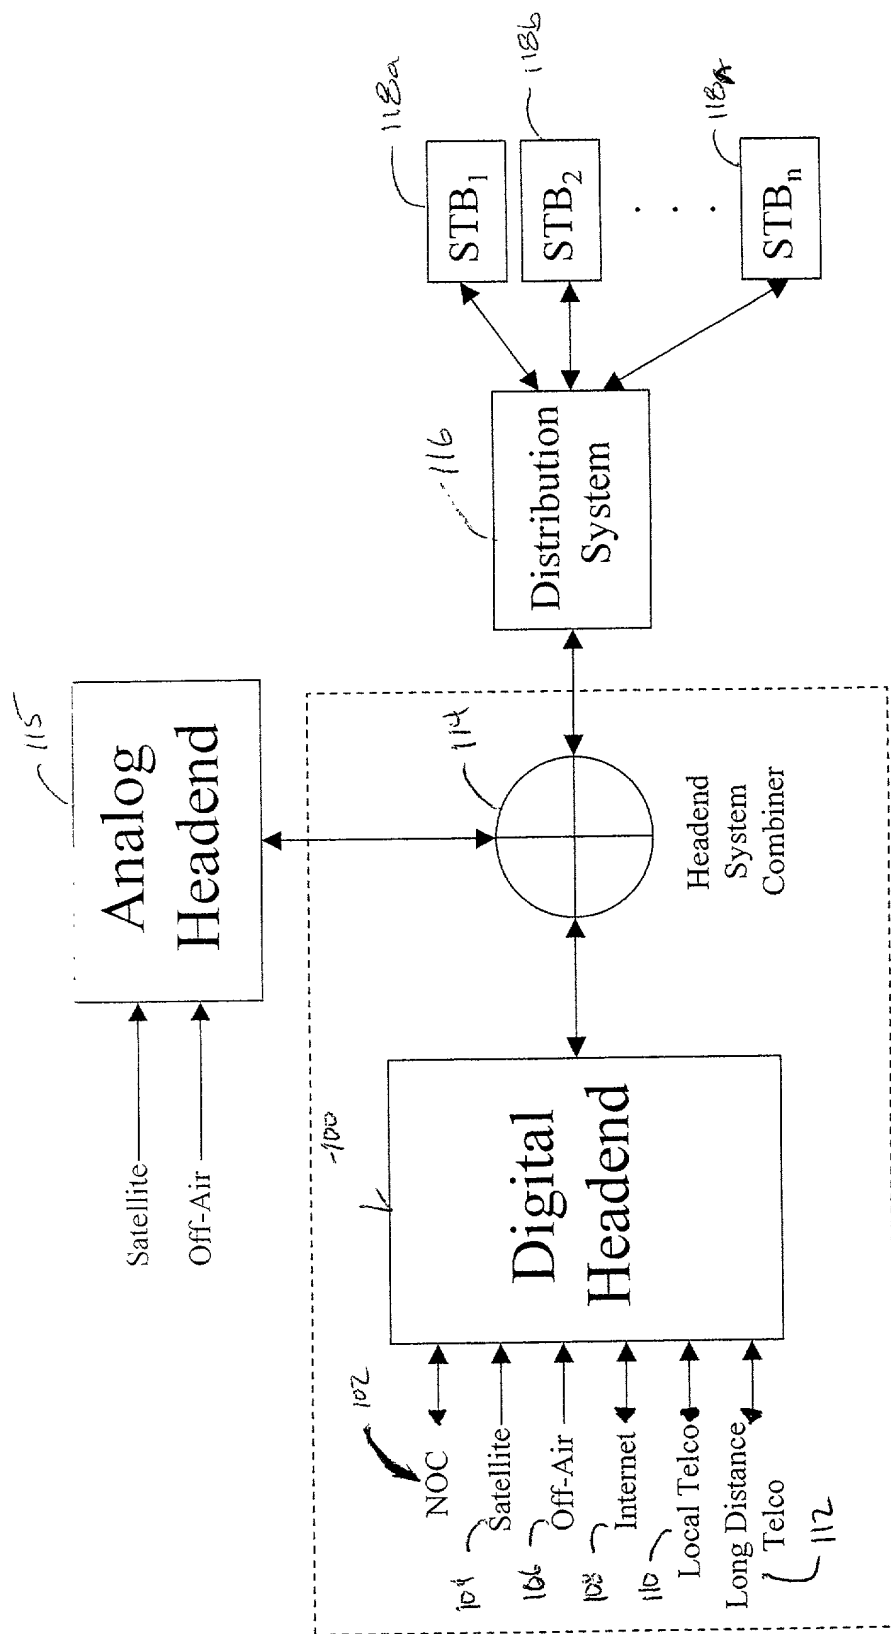 115
Satellite
Off-Air
Analog
Headend
100
102
NOC
104
Satellite
106
Off-Air
108
Internet
110
Local Telco
Long Distance
Telco
112
Digital
Headend
114
Headend
System
Combiner
116
Distribution
System
118a
STB1
118b
STB2
. . .
118n
STBn